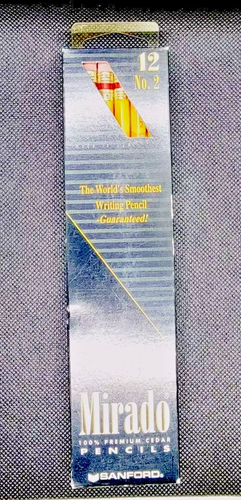 12
No. 2
The World's Smoothest
Writing Pencil
-Guaranteed!
Mirado
100% PREMIUM CEDAR
PENCILS
SANFORD